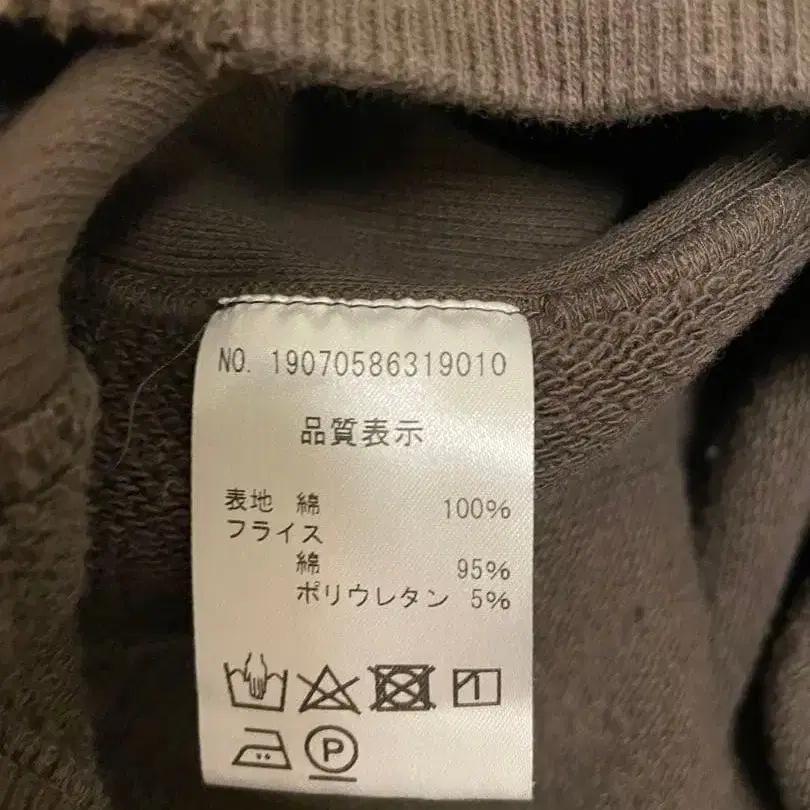 NO. 19070586319010
品質表示
表地 綿 100%
フライス
綿 95%
ポリウレタン 5%
P